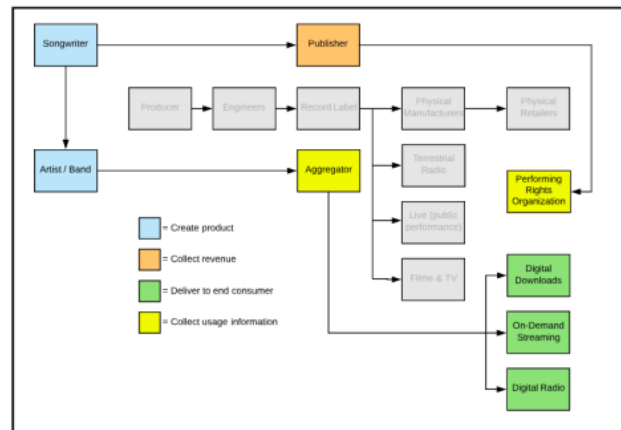 Songwriter
Publisher
Producer
Engineers
Record Label
Physical
Manufacturers
Physical
Retailers
Artist / Band
Aggregator
Terrestrial
Radio
Performing
Rights
Organization
Live (public
performance)
Filme & TV
= Create product
= Collect revenue
= Deliver to end consumer
= Collect usage information
Digital
Downloads
On-Demand
Streaming
Digital Radio